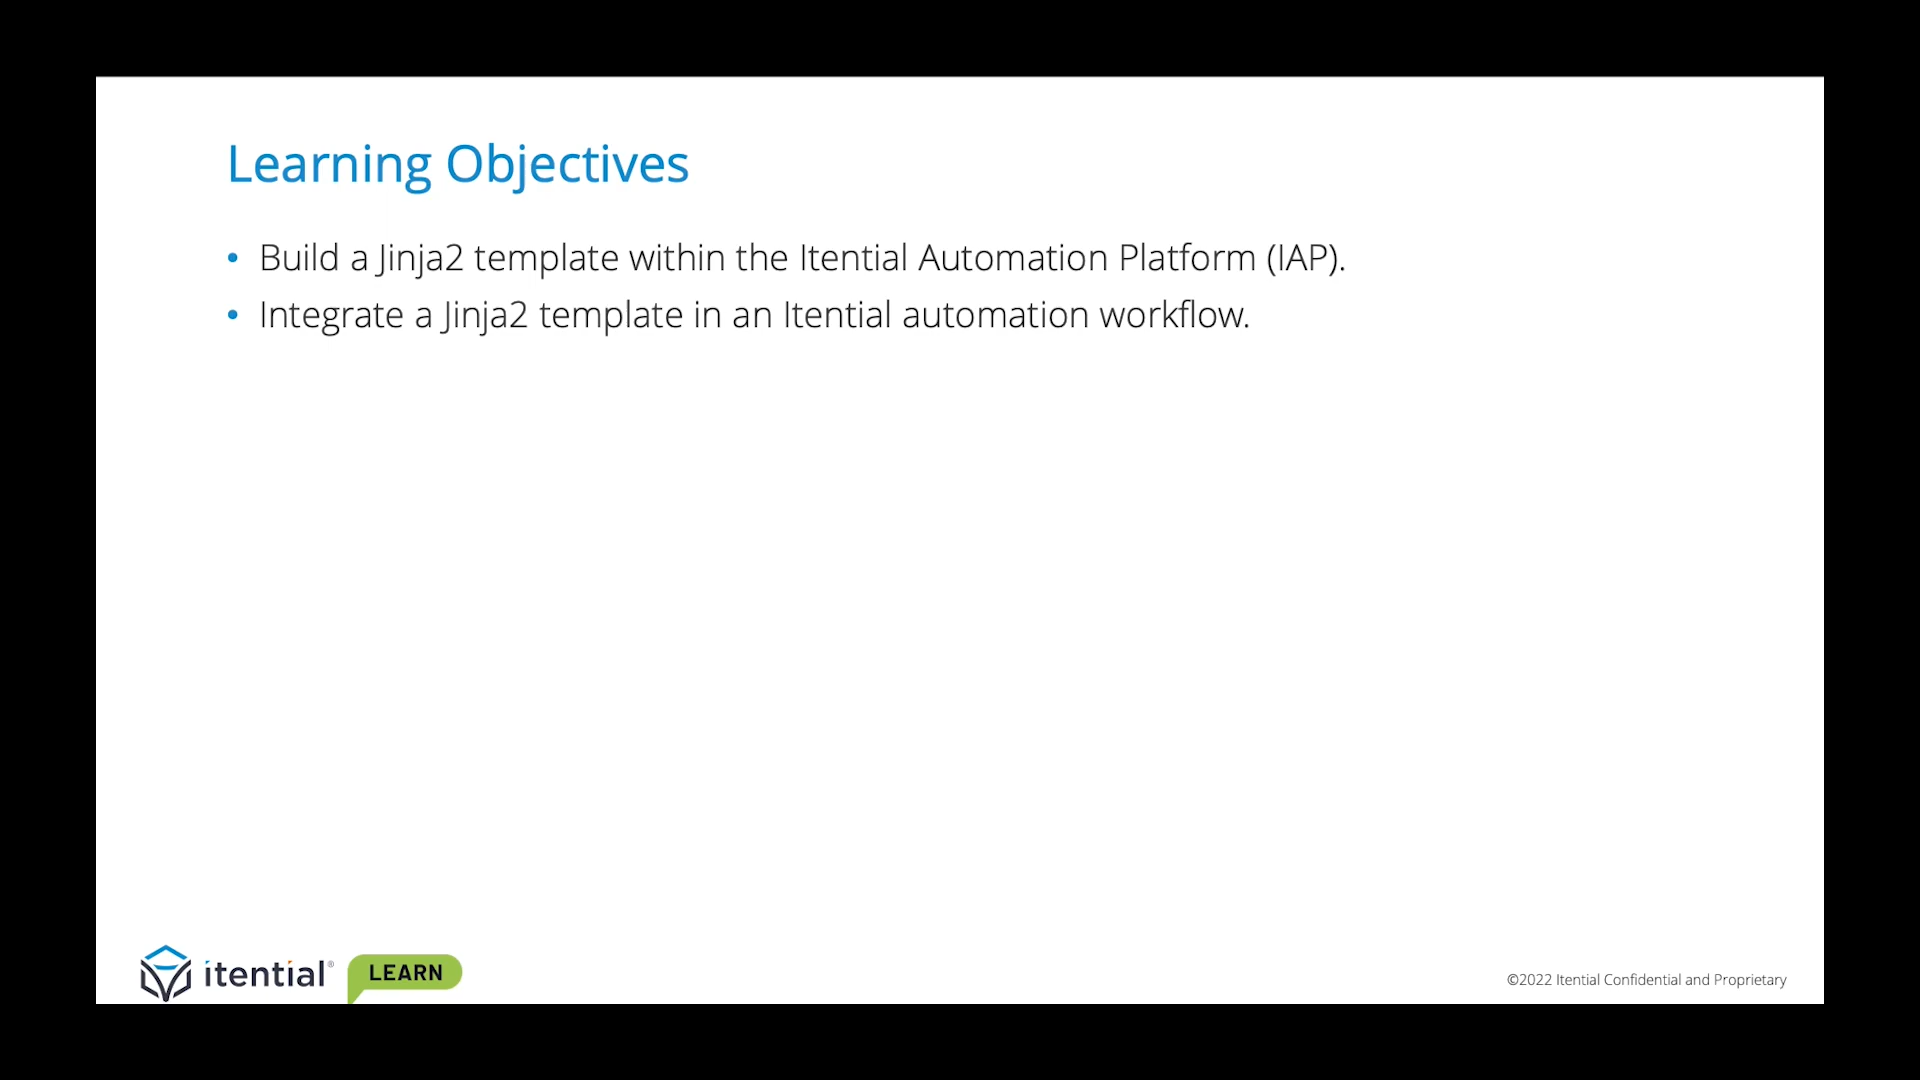 Learning Objectives
• Build a Jinja2 template within the Itential Automation Platform (IAP).
• Integrate a Jinja2 template in an Itential automation workflow.
itential® LEARN
©2022 Itential Confidential and Proprietary